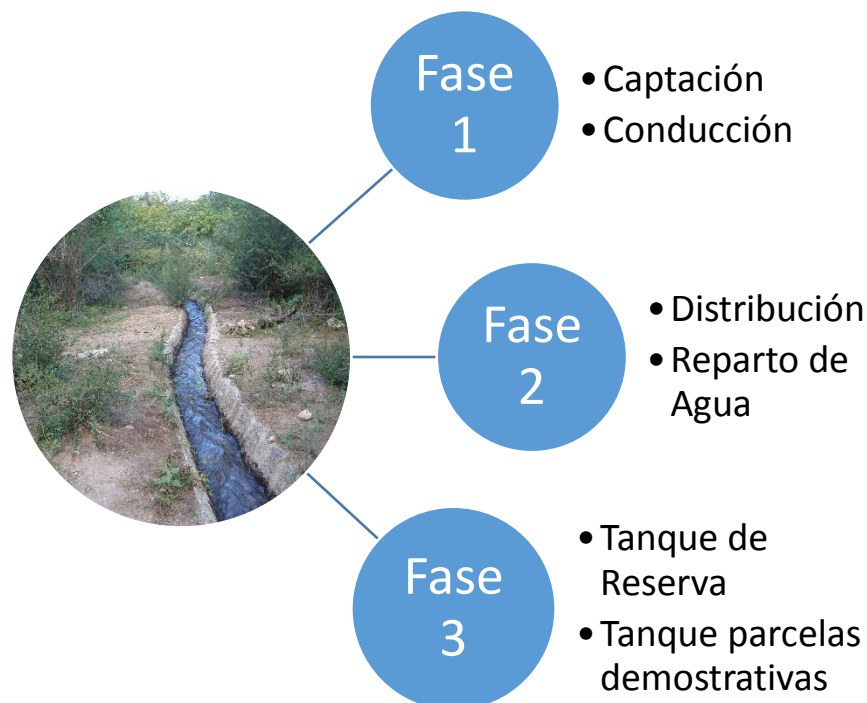 Fase
1
• Captación
• Conducción
Fase
2
• Distribución
• Reparto de
Agua
Fase
3
• Tanque de
Reserva
• Tanque parcelas
demostrativas